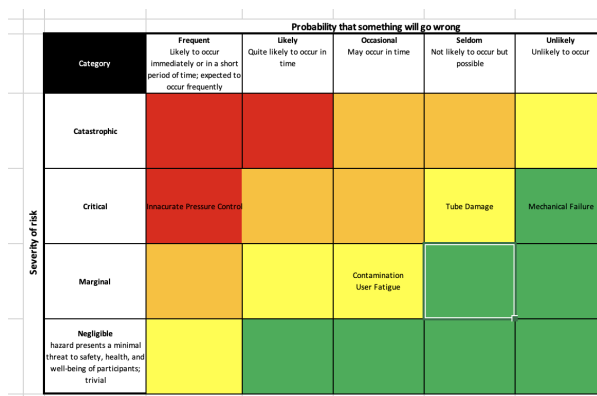 Probability that something will go wrong
Category
Frequent
Likely to occur
immediately or in a short
period of time; expected to
occur frequently
Likely
Quite likely to occur in
time
Occasional
May occur in time
Seldom
Not likely to occur but
possible
Unlikely
Unlikely to occur
Severity of risk
Catastrophic
Critical
Innacurate Pressure Control
Tube Damage
Mechanical Failure
Marginal
Contamination
User Fatigue
Negligible
hazard presents a minimal
threat to safety, health, and
well-being of participants;
trivial